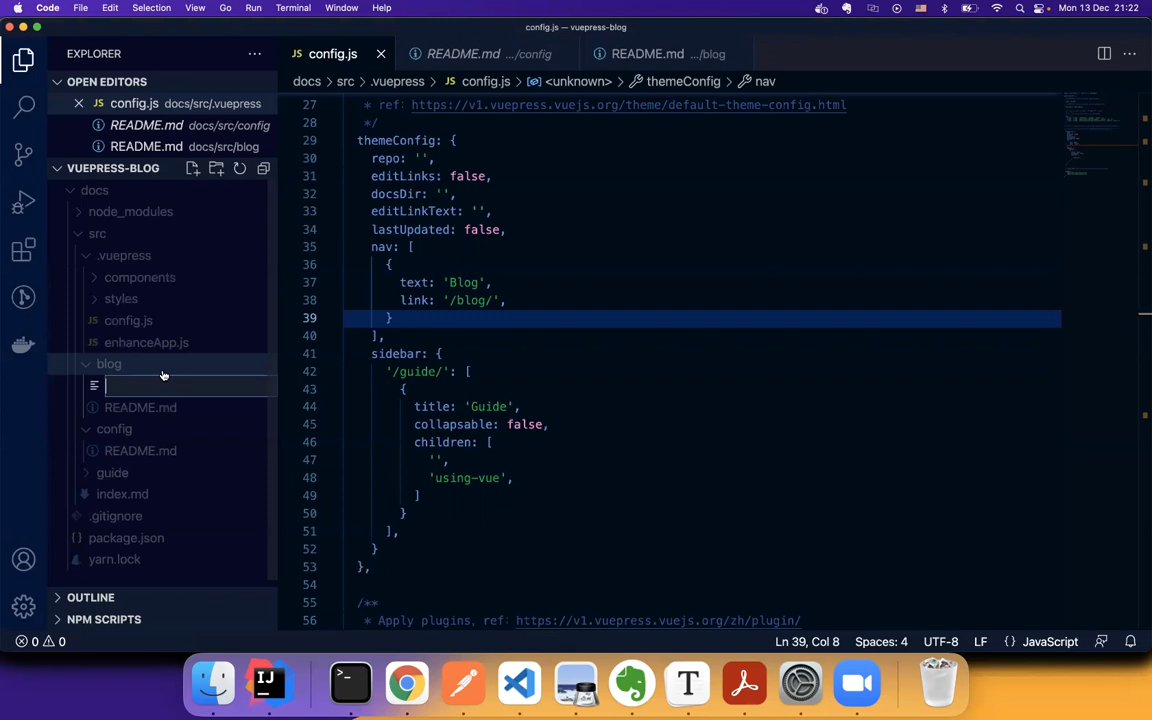 Code File Edit Selection View Go Run Terminal Window Help Mon 13 Dec 21:22
config.js — vuepress-blog
EXPLORER
JS config.js README.md .../config README.md .../blog
OPEN EDITORS
docs > src > .vuepress > JS config.js > <unknown> > themeConfig > nav
JS config.js docs/src/.vuepress
README.md docs/src/config
README.md docs/src/blog
VUEPRESS-BLOG
docs
node_modules
src
.vuepress
components
styles
JS config.js
JS enhanceApp.js
blog
README.md
config
README.md
guide
index.md
.gitignore
package.json
yarn.lock
OUTLINE
NPM SCRIPTS
27 * ref: https://v1.vuepress.vuejs.org/theme/default-theme-config.html
28 */
29 themeConfig: {
30 repo: '',
31 editLinks: false,
32 docsDir: '',
33 editLinkText: '',
34 lastUpdated: false,
35 nav: [
36 {
37 text: 'Blog',
38 link: '/blog/',
39 }
40 ],
41 sidebar: {
42 '/guide/': [
43 {
44 title: 'Guide',
45 collapsable: false,
46 children: [
47 '',
48 'using-vue',
49 ]
50 }
51 ],
52 }
53 },
54
55 /**
56 * Apply plugins, ref: https://v1.vuepress.vuejs.org/zh/plugin/
0 0 Ln 39, Col 8 Spaces: 4 UTF-8 LF {} JavaScript
IJ >_ T